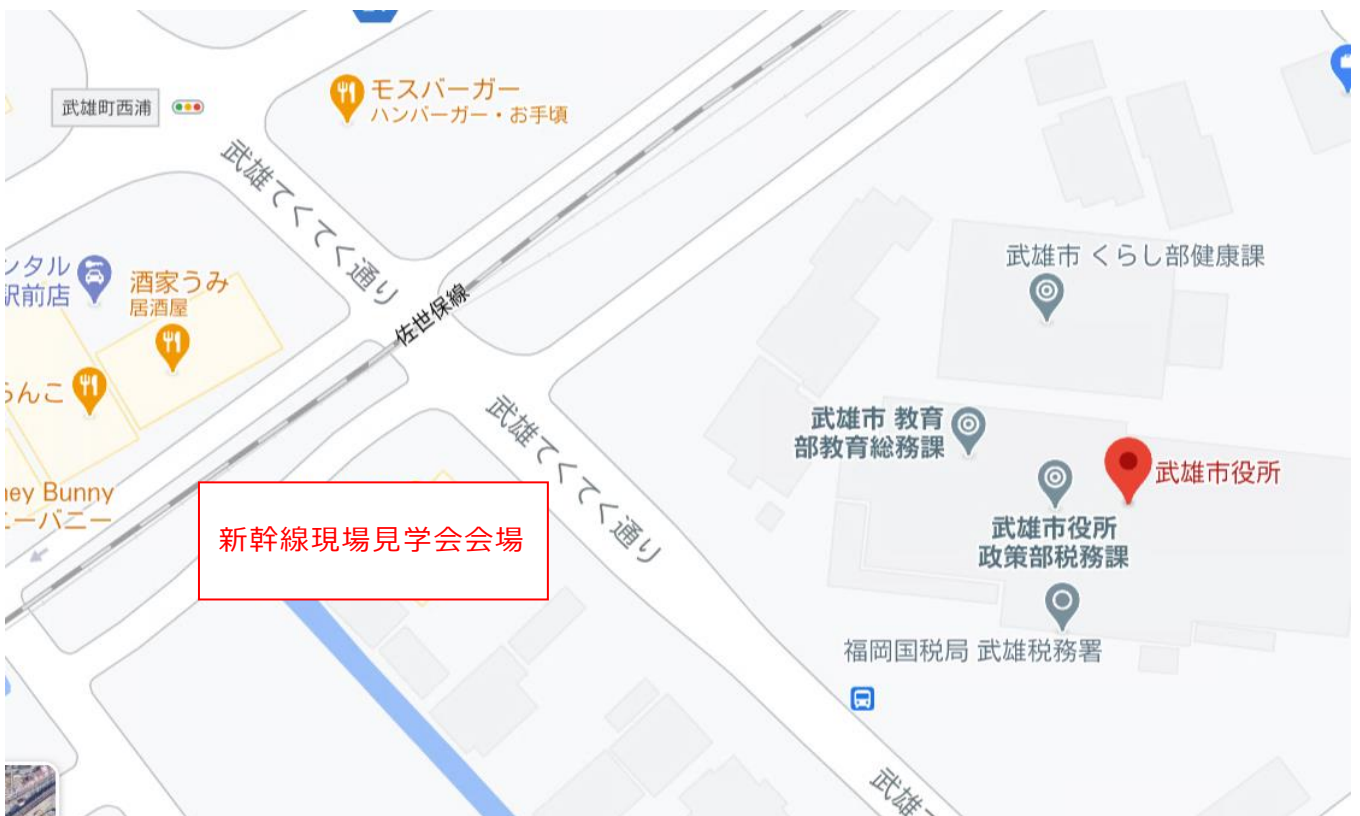 モスバーガー
ハンバーガー・お手頃
武雄町西浦
武雄てくてく通り
武雄市 くらし部健康課
ンタル
駅前店
酒家うみ
居酒屋
佐世保線
んこ
武雄市 教育
部教育総務課
武雄てくてく通り
武雄市役所
ney Bunny
ーバニー
新幹線現場見学会会場
武雄市役所
政策部税務課
福岡国税局 武雄税務署
武雄て